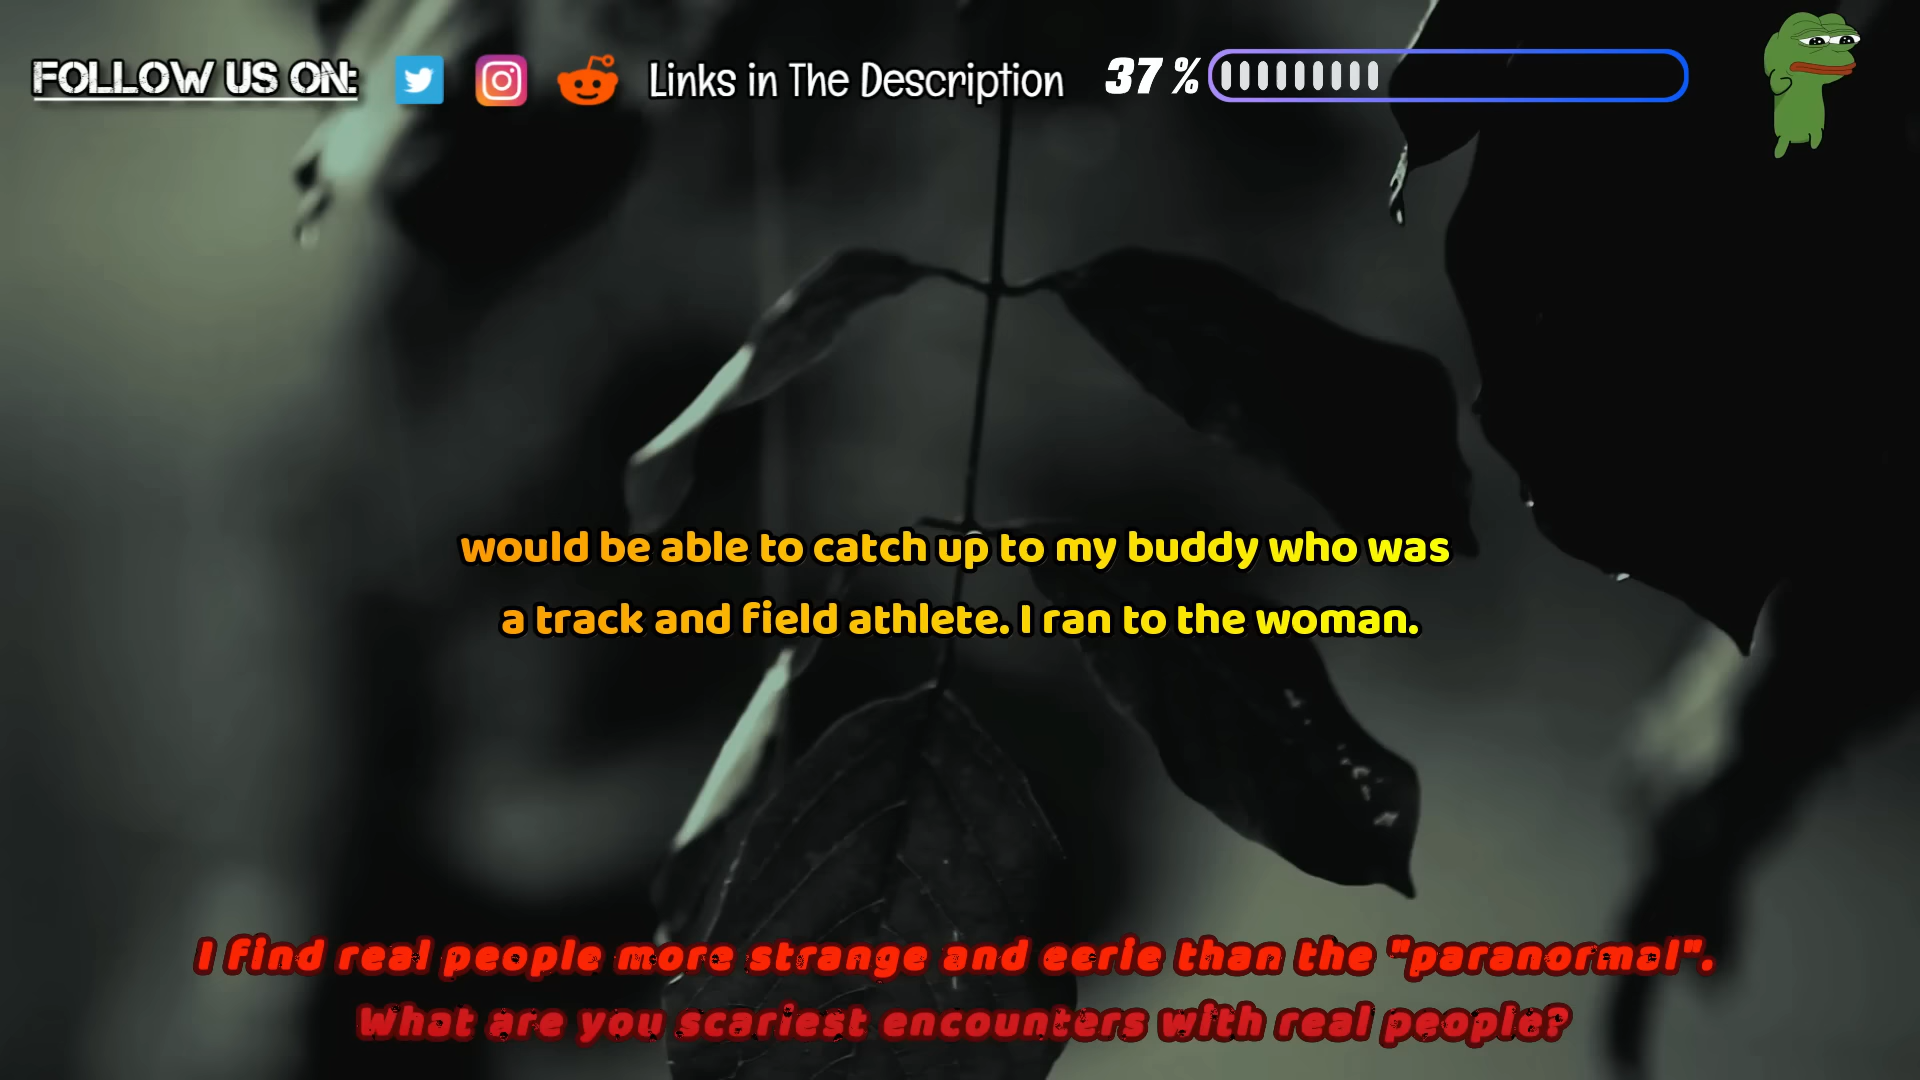 FOLLOW US ON:
Links in The Description
37 %
would be able to catch up to my buddy who was
a track and field athlete. I ran to the woman.
I find real people more strange and eerie than the "paranormal".
What are you scariest encounters with real people?